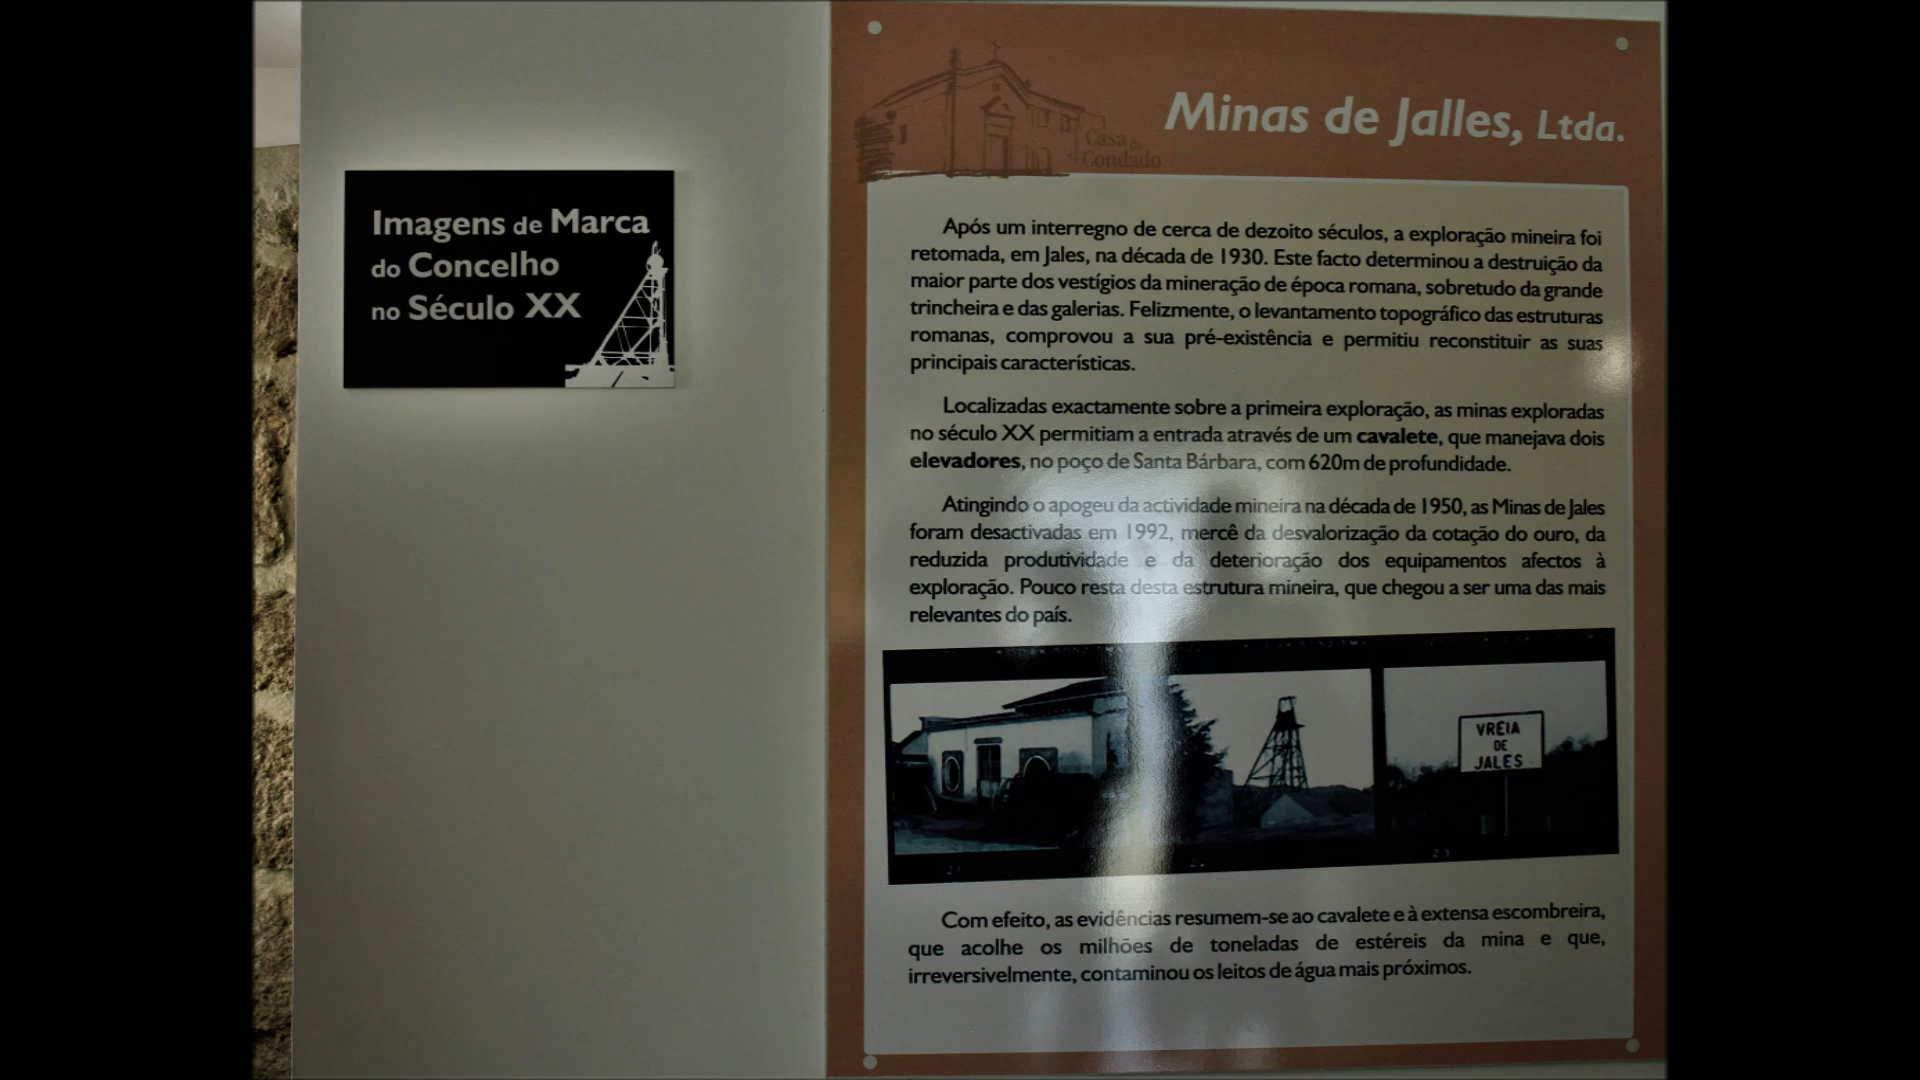 Imagens de Marca
do Concelho
no Século XX
Casa do
Condado
Minas de Jalles, Ltda.
Após um interregno de cerca de dezoito séculos, a exploração mineira foi
retomada, em Jales, na década de 1930. Este facto determinou a destruição da
maior parte dos vestígios da mineração de época romana, sobretudo da grande
trincheira e das galerias. Felizmente, o levantamento topográfico das estruturas
romanas, comprovou a sua pré-existência e permitiu reconstituir as suas
principais características.
Localizadas exactamente sobre a primeira exploração, as minas exploradas
no século XX permitiam a entrada através de um cavalete, que manejava dois
elevadores, no poço de Santa Bárbara, com 620m de profundidade.
Atingindo o apogeu da actividade mineira na década de 1950, as Minas de Jales
foram desactivadas em 1992, mercê da desvalorização da cotação do ouro, da
reduzida produtividade e da deterioração dos equipamentos afectos à
exploração. Pouco resta desta estrutura mineira, que chegou a ser uma das mais
relevantes do país.
VREIA
DE
JALES
23
Com efeito, as evidências resumem-se ao cavalete e à extensa escombreira,
que acolhe os milhões de toneladas de estéreis da mina e que,
irreversivelmente, contaminou os leitos de água mais próximos.